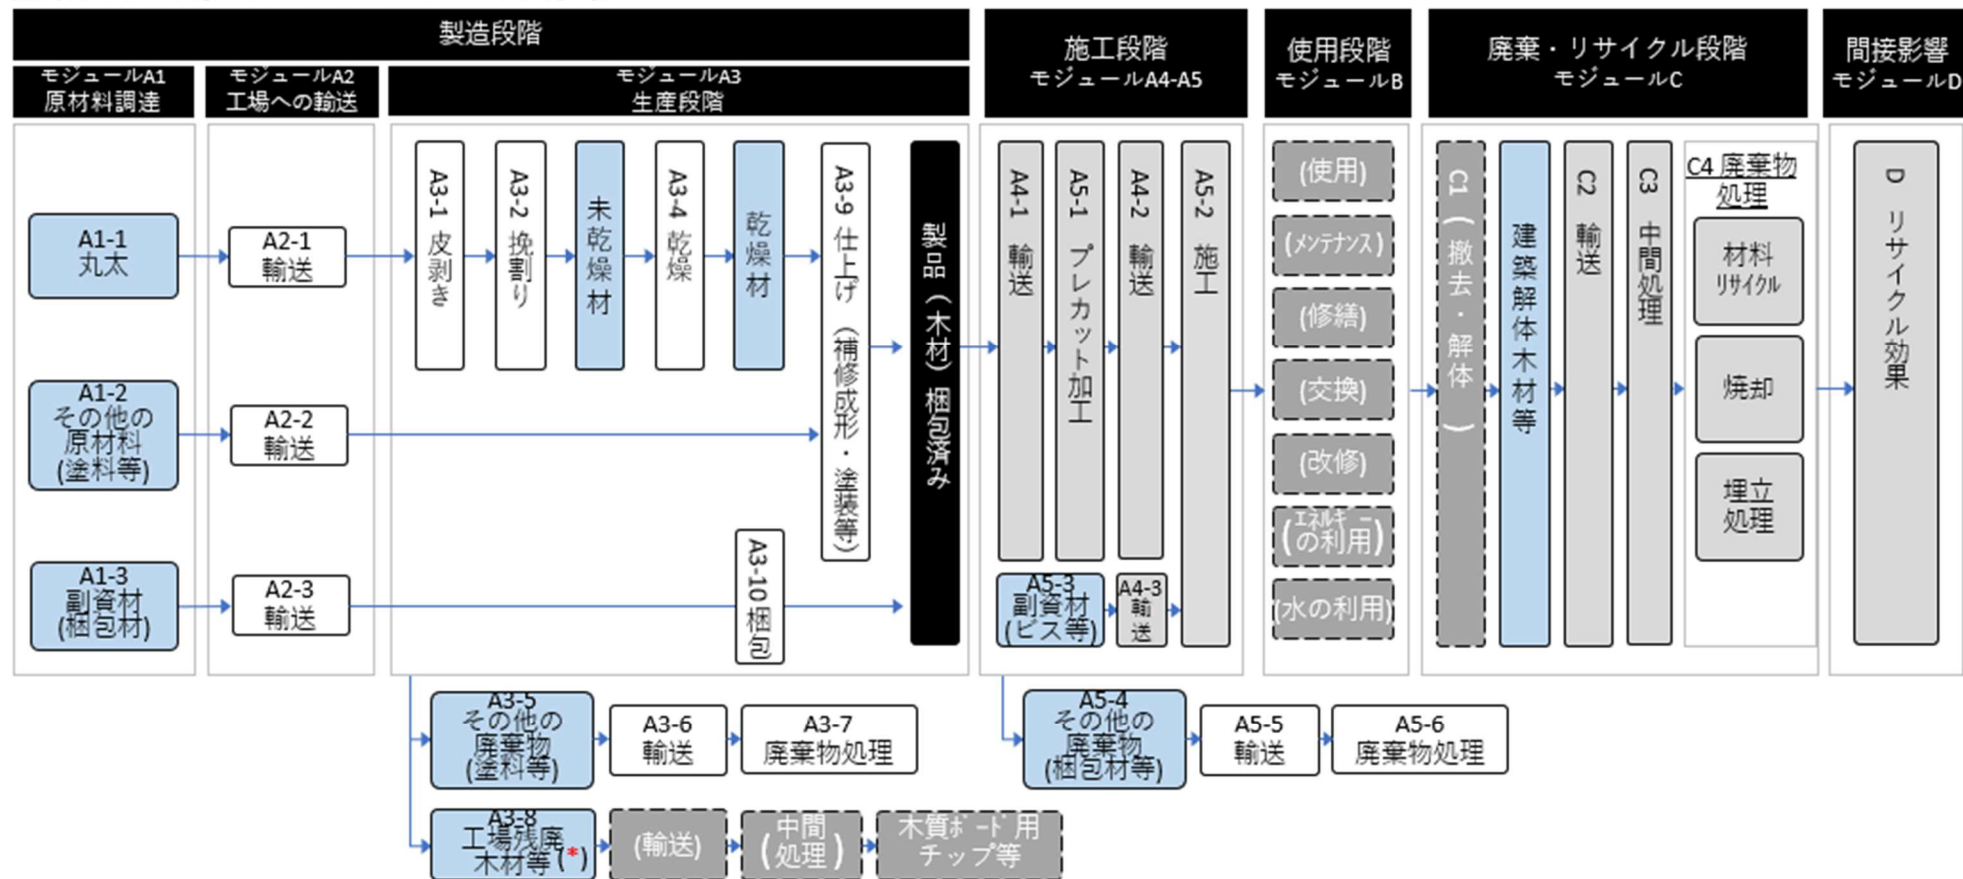 製造段階
施工段階
モジュールA4-A5
使用段階
モジュールB
廃棄・リサイクル段階
モジュールC
間接影響
モジュールD
モジュールA1
原材料調達
モジュールA2
工場への輸送
モジュールA3
生産段階
A1-1
丸太
A2-1
輸送
A3-1 皮剥き
A3-2 挽割り
未乾燥材
A3-4 乾燥
乾燥材
A3-9 仕上げ（補修成形・塗装等）
製品（木材）梱包済み
A1-2
その他の
原材料
(塗料等)
A2-2
輸送
A1-3
副資材
(梱包材)
A2-3
輸送
A3-10 梱包
A4-1 輸送
A5-1 プレカット加工
A4-2 輸送
A5-2 施工
A5-3
副資材
(ビス等)
A4-3
輸
送
(使用)
(メンテナンス)
(修繕)
(交換)
(改修)
(エネルギー
の利用)
(水の利用)
C1（撤去・解体）
建築解体木材等
C2 輸送
C3 中間処理
C4 廃棄物
処理
材料
リサイクル
焼却
埋立
処理
D リサイクル効果
A3-5
その他の
廃棄物
(塗料等)
A3-6
輸送
A3-7
廃棄物処理
A5-4
その他の
廃棄物
(梱包材等)
A5-5
輸送
A5-6
廃棄物処理
A3-8
工場残廃
木材等(*)
(輸送)
(中間
処理)
木質ボード用
チップ等